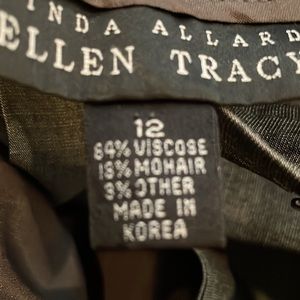 INDA ALLARD
ELLEN TRACY
12
64% VISCOSE
MOHAIR
3% OTHER
MADE IN
KOREA